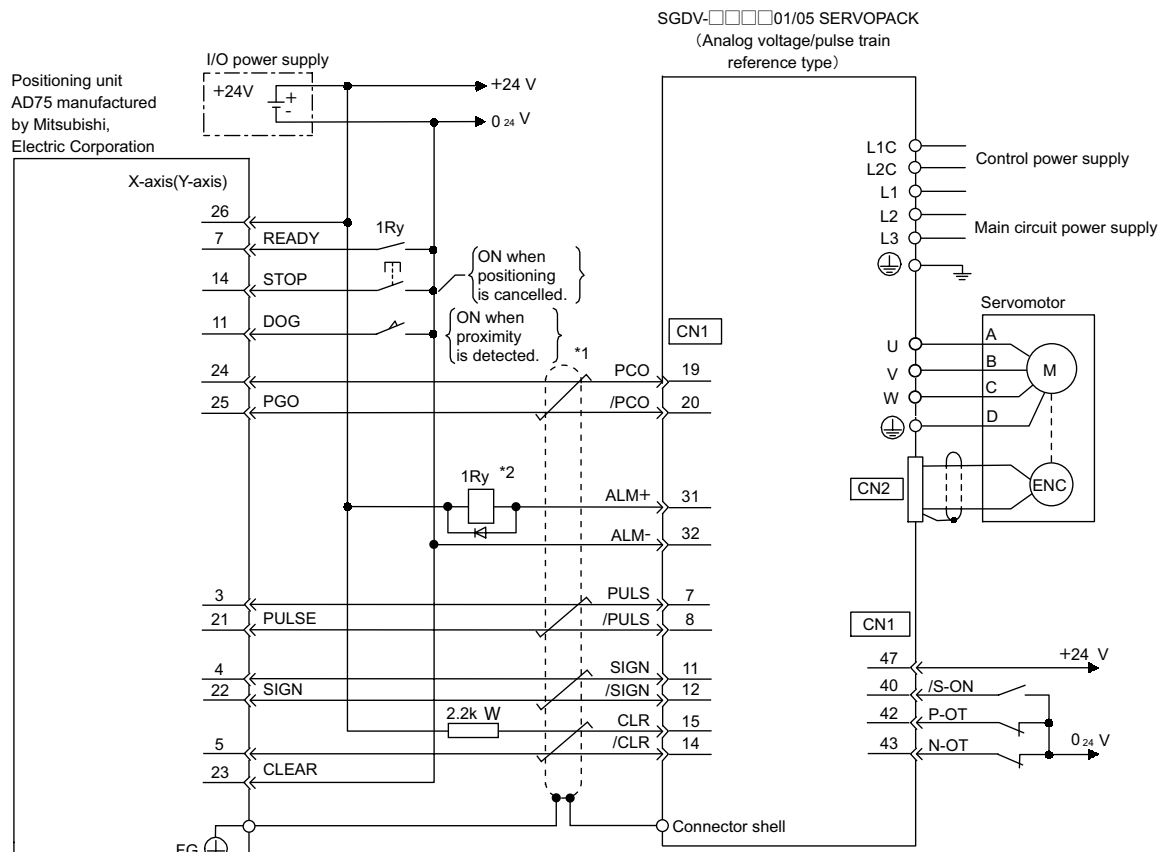 SGDV-□□□□01/05 SERVOPACK
(Analog voltage/pulse train
reference type)
I/O power supply
+24V
+
-
+24 V
0 24 V
Positioning unit
AD75 manufactured
by Mitsubishi,
Electric Corporation
X-axis(Y-axis)
26
7 READY 1Ry
14 STOP
ON when
positioning
is cancelled.
11 DOG
ON when
proximity
is detected.
*1
CN1
24 PCO 19
25 PGO /PCO 20
1Ry *2
ALM+ 31
ALM- 32
3 PULS 7
21 PULSE /PULS 8
4 SIGN 11
22 SIGN /SIGN 12
2.2k W CLR 15
5 /CLR 14
23 CLEAR
Connector shell
FG
L1C
L2C
Control power supply
L1
L2
L3
Main circuit power supply
Servomotor
U A
V B
W C
D
M
CN2
ENC
CN1
47 +24 V
40 /S-ON
42 P-OT
43 N-OT
0 24 V